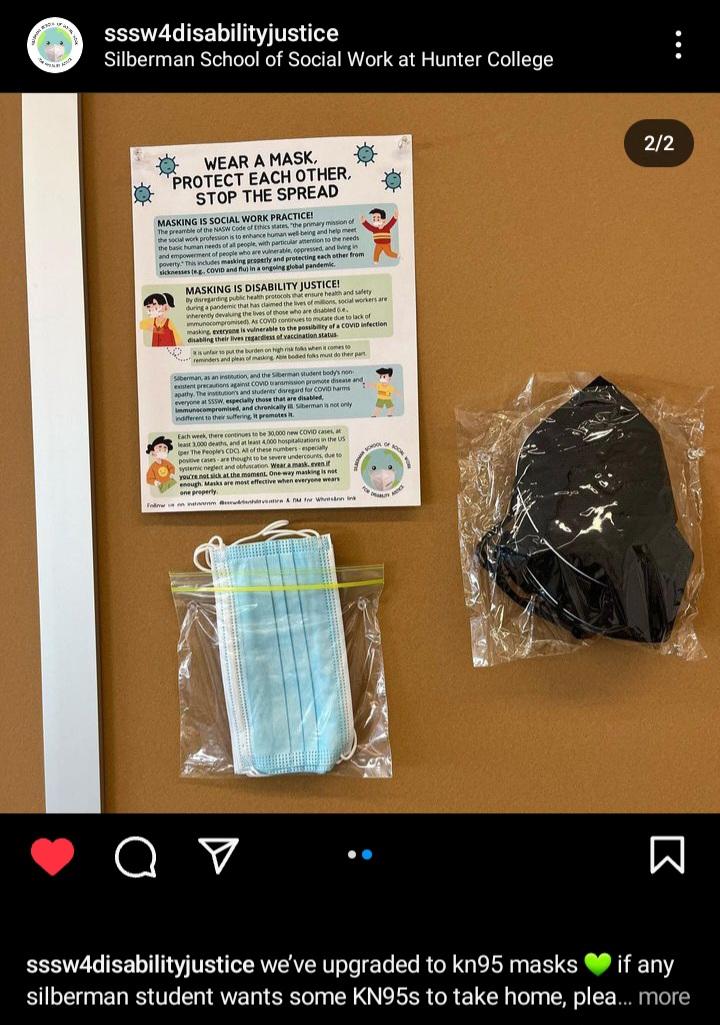 sssw4disabilityjustice
Silberman School of Social Work at Hunter College
2/2
WEAR A MASK,
PROTECT EACH OTHER,
STOP THE SPREAD
MASKING IS SOCIAL WORK PRACTICE!
The preamble of the NASW Code of Ethics states, "the primary mission of
the social work profession is to enhance human well-being and help meet
the basic human needs of all people, with particular attention to the needs
and empowerment of people who are vulnerable, oppressed, and living in
poverty." This includes masking properly and protecting each other from
sicknesses (e.g., COVID and flu) in a ongoing global pandemic.
MASKING IS DISABILITY JUSTICE!
By disregarding public health protocols that ensure health and safety
during a pandemic that has claimed the lives of millions, social workers are
inherently devaluing the lives of those who are disabled (i.e.,
immunocompromised). As COVID continues to mutate due to lack of
masking, everyone is vulnerable to the possibility of a COVID infection
disabling their lives regardless of vaccination status.
It is unfair to put the burden on high risk folks when it comes to
reminders and pleas of masking. Able bodied folks must do their part.
Silberman, as an institution, and the Silberman student body's non-
existent precautions against COVID transmission promote disease and
apathy. The institution's and students' disregard for COVID harms
everyone at SSSW, especially those that are disabled,
immunocompromised, and chronically ill. Silberman is not only
indifferent to their suffering, it promotes it.
Each week, there continues to be 30,000 new COVID cases, at
least 3,000 deaths, and at least 4,000 hospitalizations in the US
(per The People's CDC). All of these numbers - especially
positive cases - are thought to be severe undercounts, due to
systemic neglect and obfuscation. Wear a mask, even if
you're not sick at the moment. One-way masking is not
enough. Masks are most effective when everyone wears
one properly.
SILBERMAN SCHOOL OF SOCIAL WORK
FOR DISABILITY JUSTICE
Follow us on Instagram @sssw4disabilityjustice & DM for WhatsApp link
sssw4disabilityjustice we've upgraded to kn95 masks 💚 if any
silberman student wants some KN95s to take home, plea... more